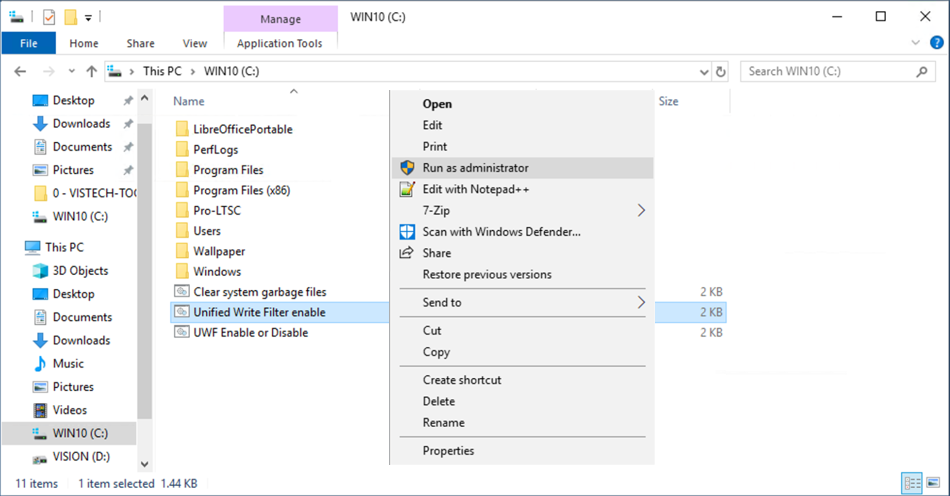 Manage
WIN10 (C:)
File
Home
Share
View
Application Tools
This PC
WIN10 (C:)
Search WIN10 (C:)
Desktop
Downloads
Documents
Pictures
0 - VISTECH-TOO
WIN10 (C:)
This PC
3D Objects
Desktop
Documents
Downloads
Music
Pictures
Videos
WIN10 (C:)
VISION (D:)
Name
Size
LibreOfficePortable
PerfLogs
Program Files
Program Files (x86)
Pro-LTSC
Users
Wallpaper
Windows
Clear system garbage files
2 KB
Unified Write Filter enable
2 KB
UWF Enable or Disable
2 KB
Open
Edit
Print
Run as administrator
Edit with Notepad++
7-Zip
Scan with Windows Defender...
Share
Restore previous versions
Send to
Cut
Copy
Create shortcut
Delete
Rename
Properties
11 items
1 item selected 1.44 KB